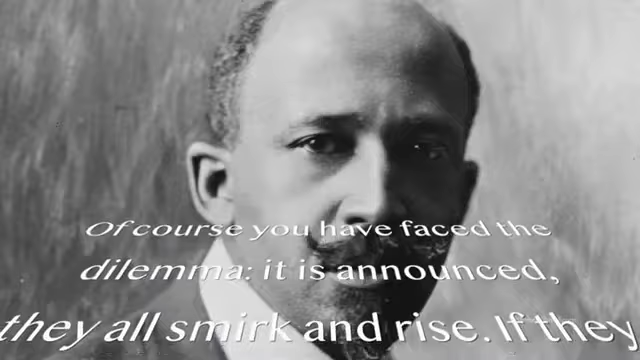 Of course you have faced the
dilemma: it is announced,
they all smirk and rise. If they